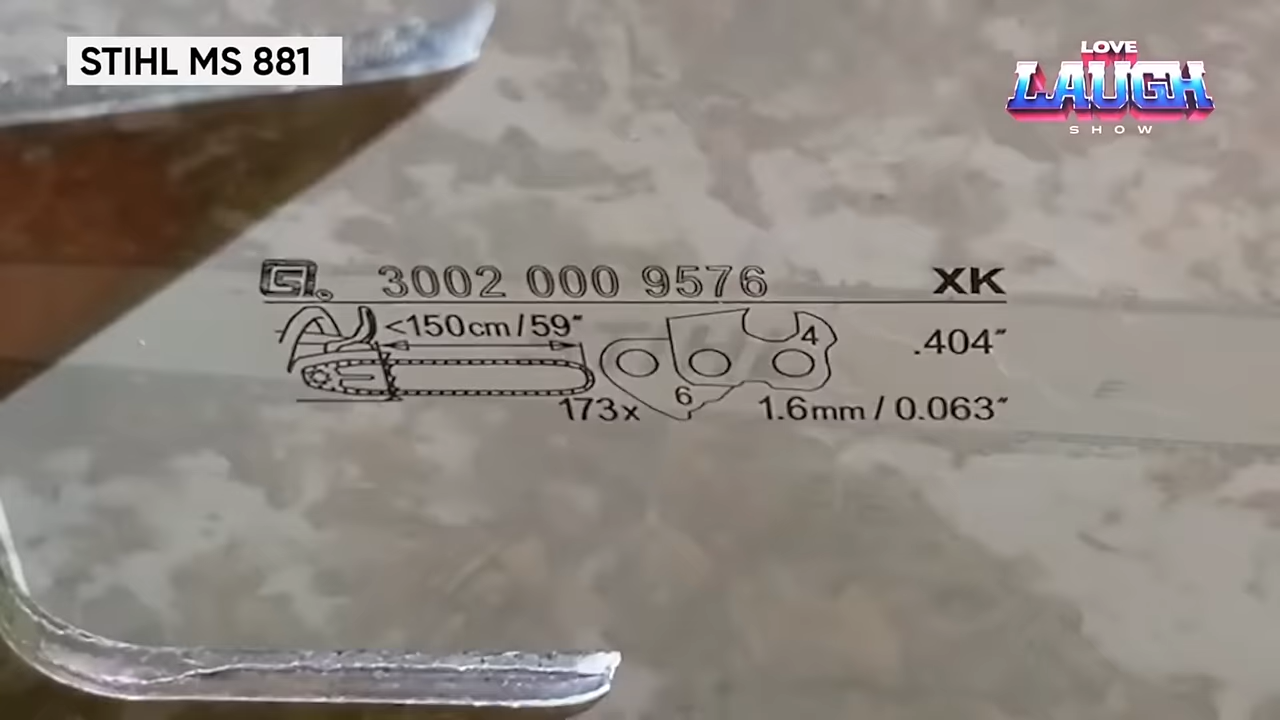 STIHL MS 881
LOVE
LAUGH
SHOW
3002 000 9576 XK
<150cm/59″
4
.404″
6
173x
1.6mm / 0.063″